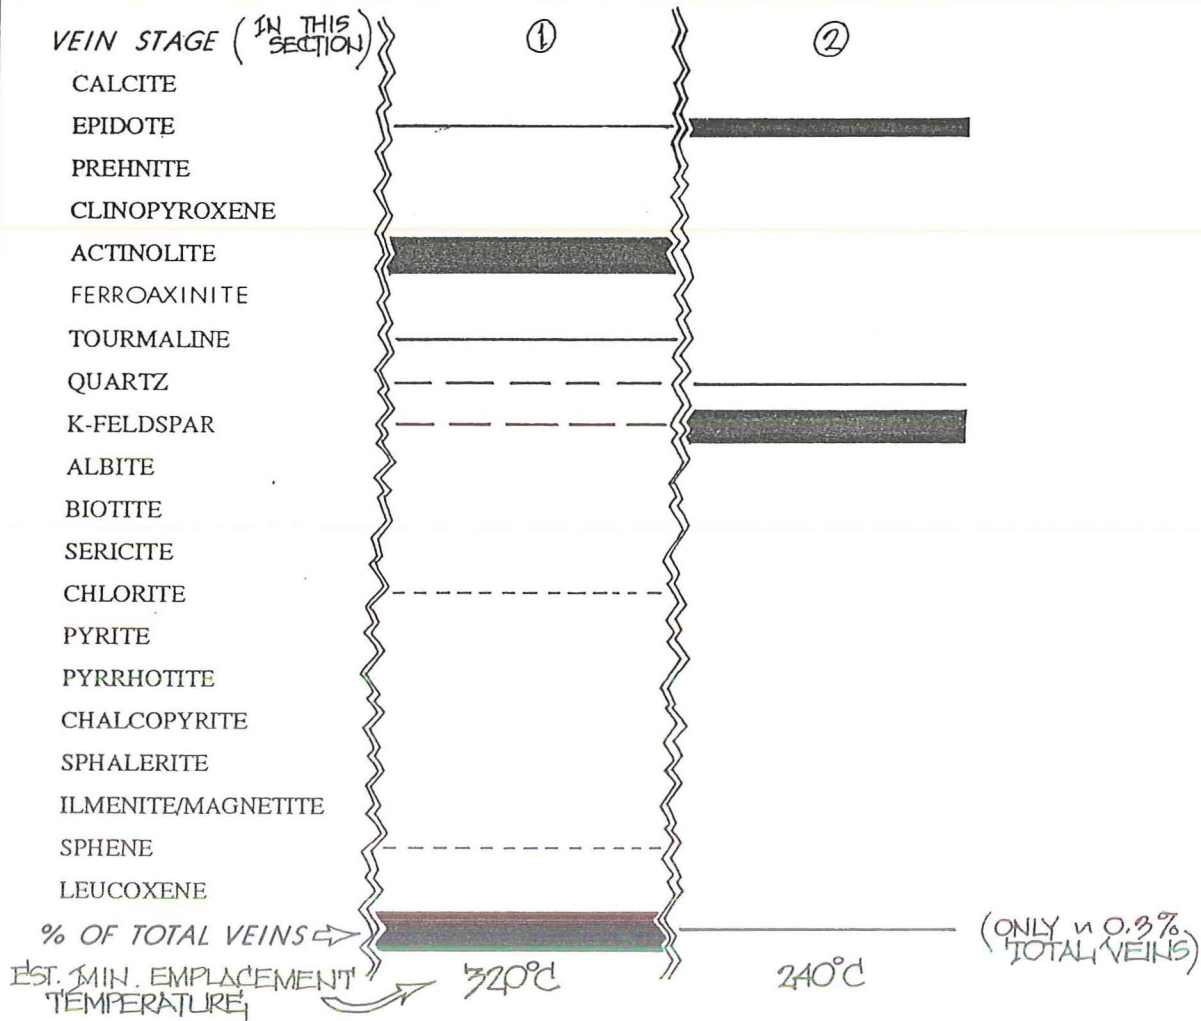 VEIN STAGE (IN THIS SECTION) ① ②
CALCITE
EPIDOTE
PREHNITE
CLINOPYROXENE
ACTINOLITE
FERROAXINITE
TOURMALINE
QUARTZ
K-FELDSPAR
ALBITE
BIOTITE
SERICITE
CHLORITE
PYRITE
PYRRHOTITE
CHALCOPYRITE
SPHALERITE
ILMENITE/MAGNETITE
SPHENE
LEUCOXENE
% OF TOTAL VEINS ⇨ (ONLY ~ 0.3% TOTAL VEINS)
EST. MIN. EMPLACEMENT 320°C 240°C
TEMPERATURE